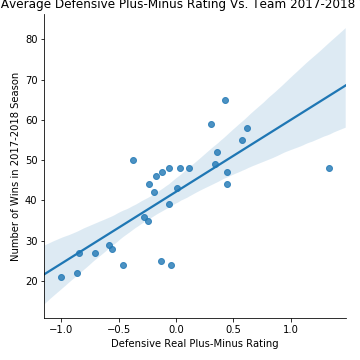 Average Defensive Plus-Minus Rating Vs. Team 2017-2018
80
70
60
50
40
30
20
Number of Wins in 2017-2018 Season
−1.0 −0.5 0.0 0.5 1.0
Defensive Real Plus-Minus Rating